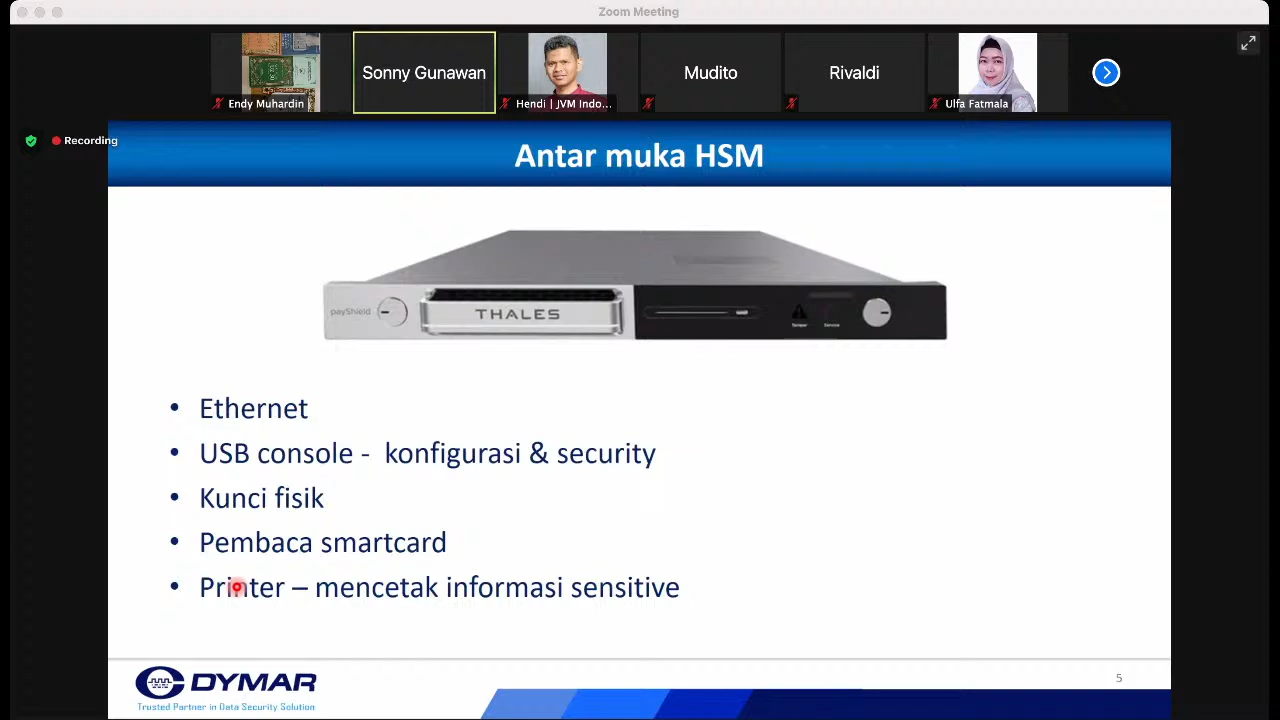 Zoom Meeting
Sonny Gunawan
Mudito
Rivaldi
Endy Muhardin
Hendi | JVM Indo...
Ulfa Fatmala
Recording
Antar muka HSM
payShield
THALES
Tamper
Service
• Ethernet
• USB console - konfigurasi & security
• Kunci fisik
• Pembaca smartcard
• Printer – mencetak informasi sensitive
DYMAR
Trusted Partner in Data Security Solution
5